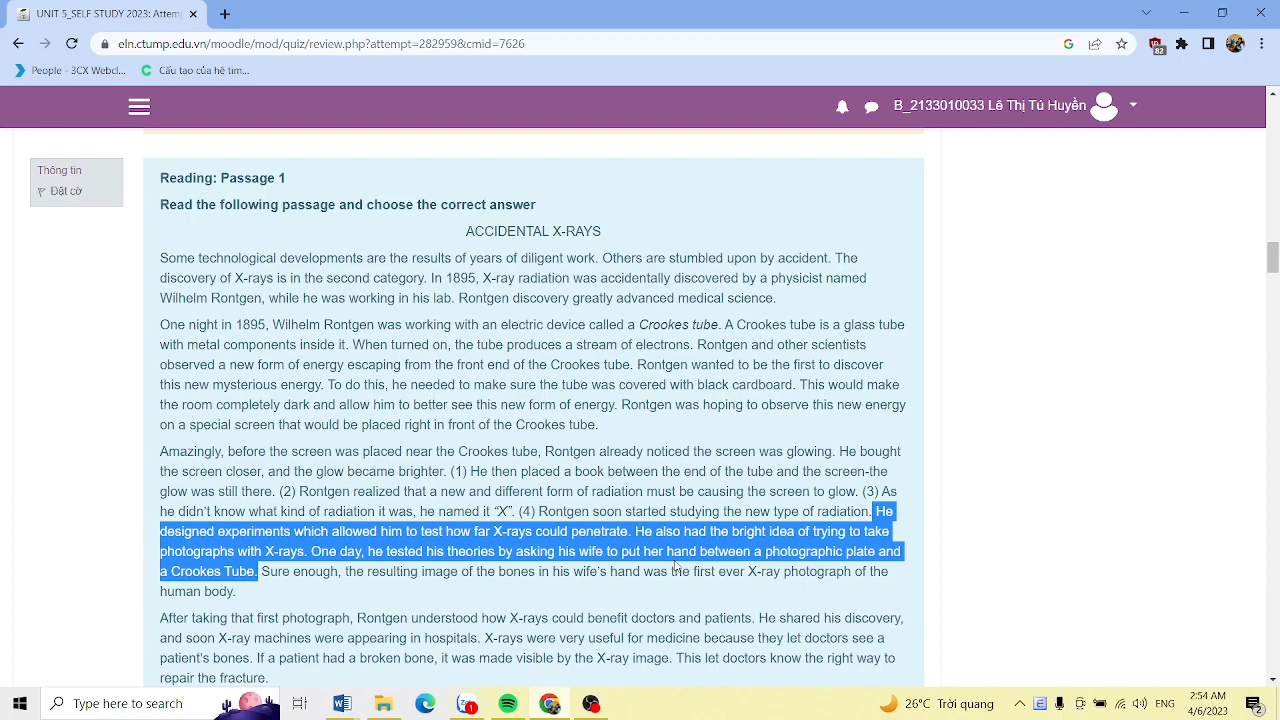 UNIT 5_SELF STUDY 2023: Attem
eln.ctump.edu.vn/moodle/mod/quiz/review.php?attempt=282959&cmid=7626
82
People - 3CX Webcl...
Cấu tạo của hệ tim...
B_2133010033 Lê Thị Tú Huyền
Thông tin
Đặt cờ
Reading: Passage 1
Read the following passage and choose the correct answer
ACCIDENTAL X-RAYS
Some technological developments are the results of years of diligent work. Others are stumbled upon by accident. The
discovery of X-rays is in the second category. In 1895, X-ray radiation was accidentally discovered by a physicist named
Wilhelm Rontgen, while he was working in his lab. Rontgen discovery greatly advanced medical science.
One night in 1895, Wilhelm Rontgen was working with an electric device called a Crookes tube. A Crookes tube is a glass tube
with metal components inside it. When turned on, the tube produces a stream of electrons. Rontgen and other scientists
observed a new form of energy escaping from the front end of the Crookes tube. Rontgen wanted to be the first to discover
this new mysterious energy. To do this, he needed to make sure the tube was covered with black cardboard. This would make
the room completely dark and allow him to better see this new form of energy. Rontgen was hoping to observe this new energy
on a special screen that would be placed right in front of the Crookes tube.
Amazingly, before the screen was placed near the Crookes tube, Rontgen already noticed the screen was glowing. He bought
the screen closer, and the glow became brighter. (1) He then placed a book between the end of the tube and the screen-the
glow was still there. (2) Rontgen realized that a new and different form of radiation must be causing the screen to glow. (3) As
he didn't know what kind of radiation it was, he named it “X”. (4) Rontgen soon started studying the new type of radiation. He
designed experiments which allowed him to test how far X-rays could penetrate. He also had the bright idea of trying to take
photographs with X-rays. One day, he tested his theories by asking his wife to put her hand between a photographic plate and
a Crookes Tube. Sure enough, the resulting image of the bones in his wife's hand was the first ever X-ray photograph of the
human body.
After taking that first photograph, Rontgen understood how X-rays could benefit doctors and patients. He shared his discovery,
and soon X-ray machines were appearing in hospitals. X-rays were very useful for medicine because they let doctors see a
patient's bones. If a patient had a broken bone, it was made visible by the X-ray image. This let doctors know the right way to
repair the fracture.
Type here to search
1
26°C Trời quang
ENG
2:54 AM
4/6/2023
2